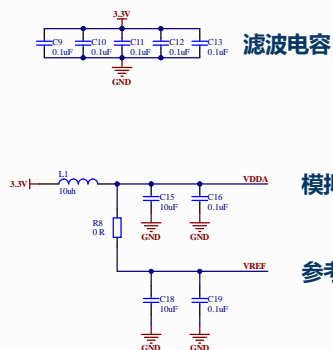 3.3V
C9
0.1uF
C10
0.1uF
C11
0.1uF
C12
0.1uF
C13
0.1uF
滤波电容
GND
L1
10uh
3.3V
VDDA
模拟
C15
10uF
C16
0.1uF
R8
0 R
GND
GND
VREF
参考
C18
10uF
C19
0.1uF
GND
GND